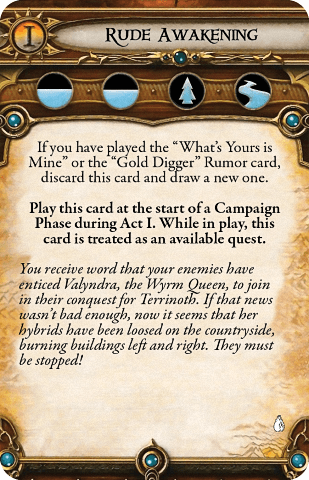 I
Rude Awakening
If you have played the “What’s Yours is
Mine” or the “Gold Digger” Rumor card,
discard this card and draw a new one.
Play this card at the start of a Campaign
Phase during Act I. While in play, this
card is treated as an available quest.
You receive word that your enemies have
enticed Valyndra, the Wyrm Queen, to join
in their conquest for Terrinoth. If that news
wasn’t bad enough, now it seems that her
hybrids have been loosed on the countryside,
burning buildings left and right. They must
be stopped!